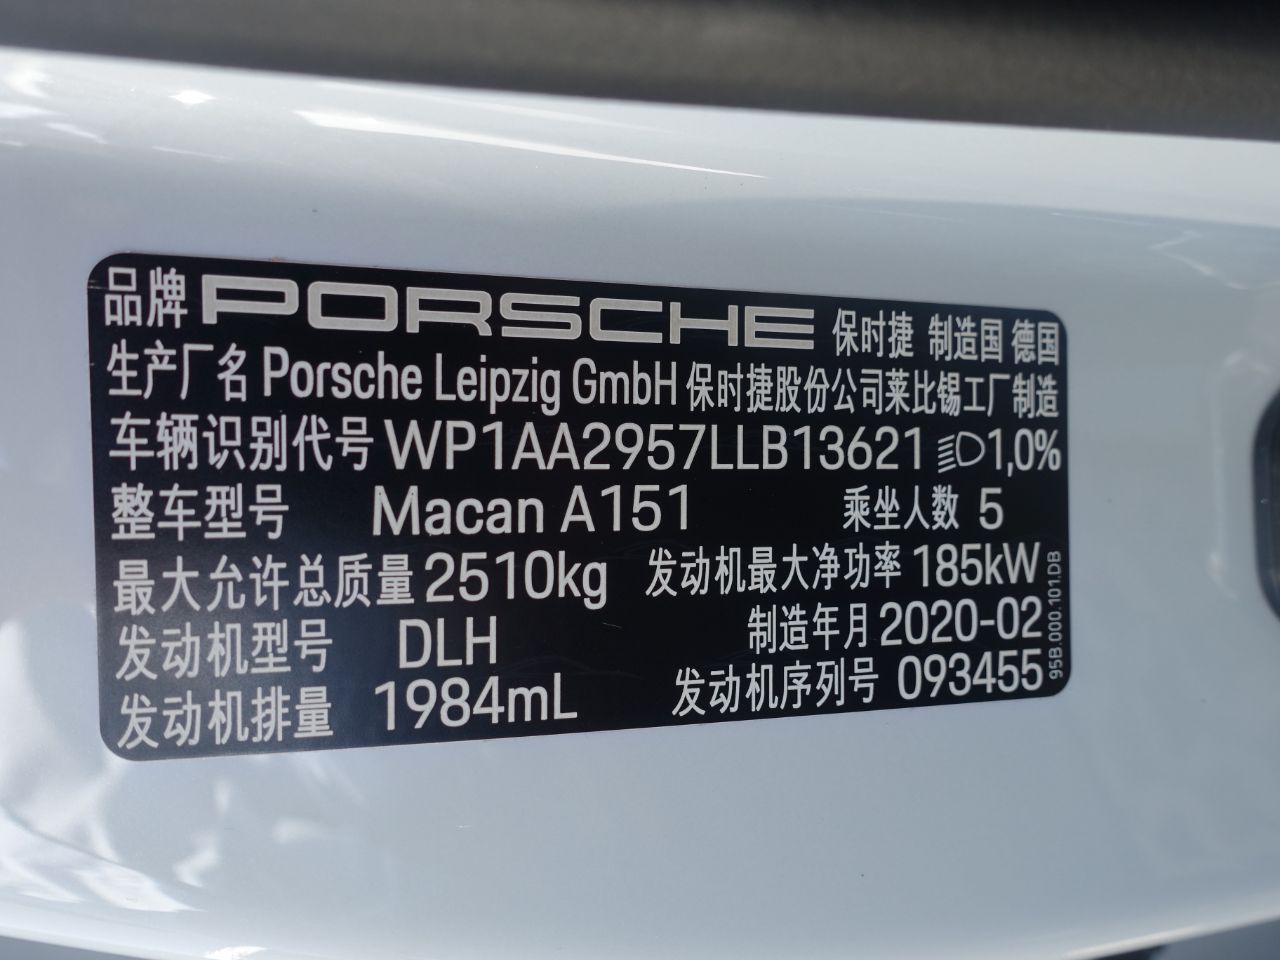 品牌 PORSCHE 保时捷 制造国 德国
生产厂名 Porsche Leipzig GmbH 保时捷股份公司莱比锡工厂制造
车辆识别代号 WP1AA2957LLB13621 1,0%
整车型号 Macan A151 乘坐人数 5
最大允许总质量 2510kg 发动机最大净功率 185kW
发动机型号 DLH 制造年月 2020-02
发动机排量 1984mL 发动机序列号 093455
95B.000.101.DB